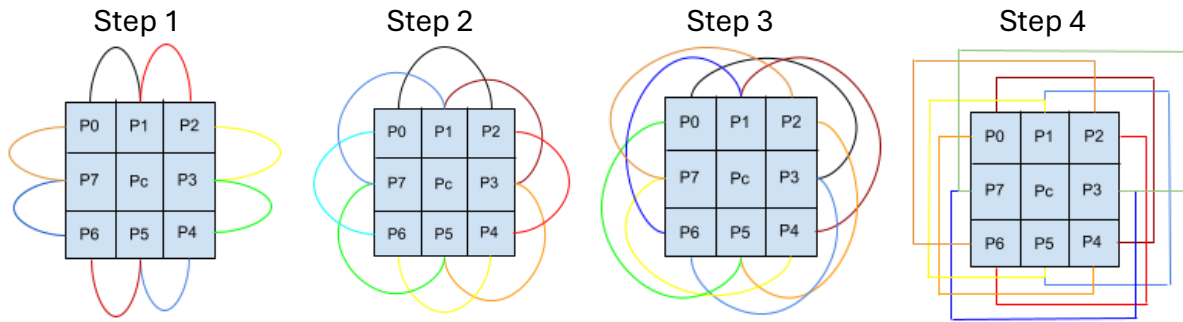 Step 1
Step 2
Step 3
Step 4
P0 P1 P2
P7 Pc P3
P6 P5 P4
P0 P1 P2
P7 Pc P3
P6 P5 P4
P0 P1 P2
P7 Pc P3
P6 P5 P4
P0 P1 P2
P7 Pc P3
P6 P5 P4